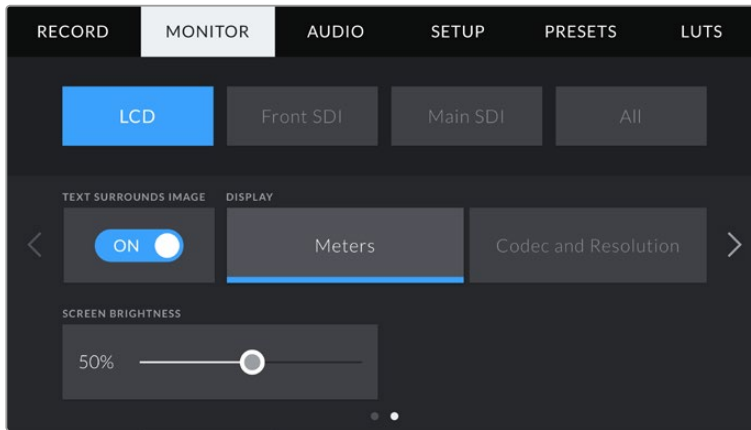 RECORD MONITOR AUDIO SETUP PRESETS LUTS
LCD Front SDI Main SDI All
TEXT SURROUNDS IMAGE DISPLAY
ON Meters Codec and Resolution
SCREEN BRIGHTNESS
50%